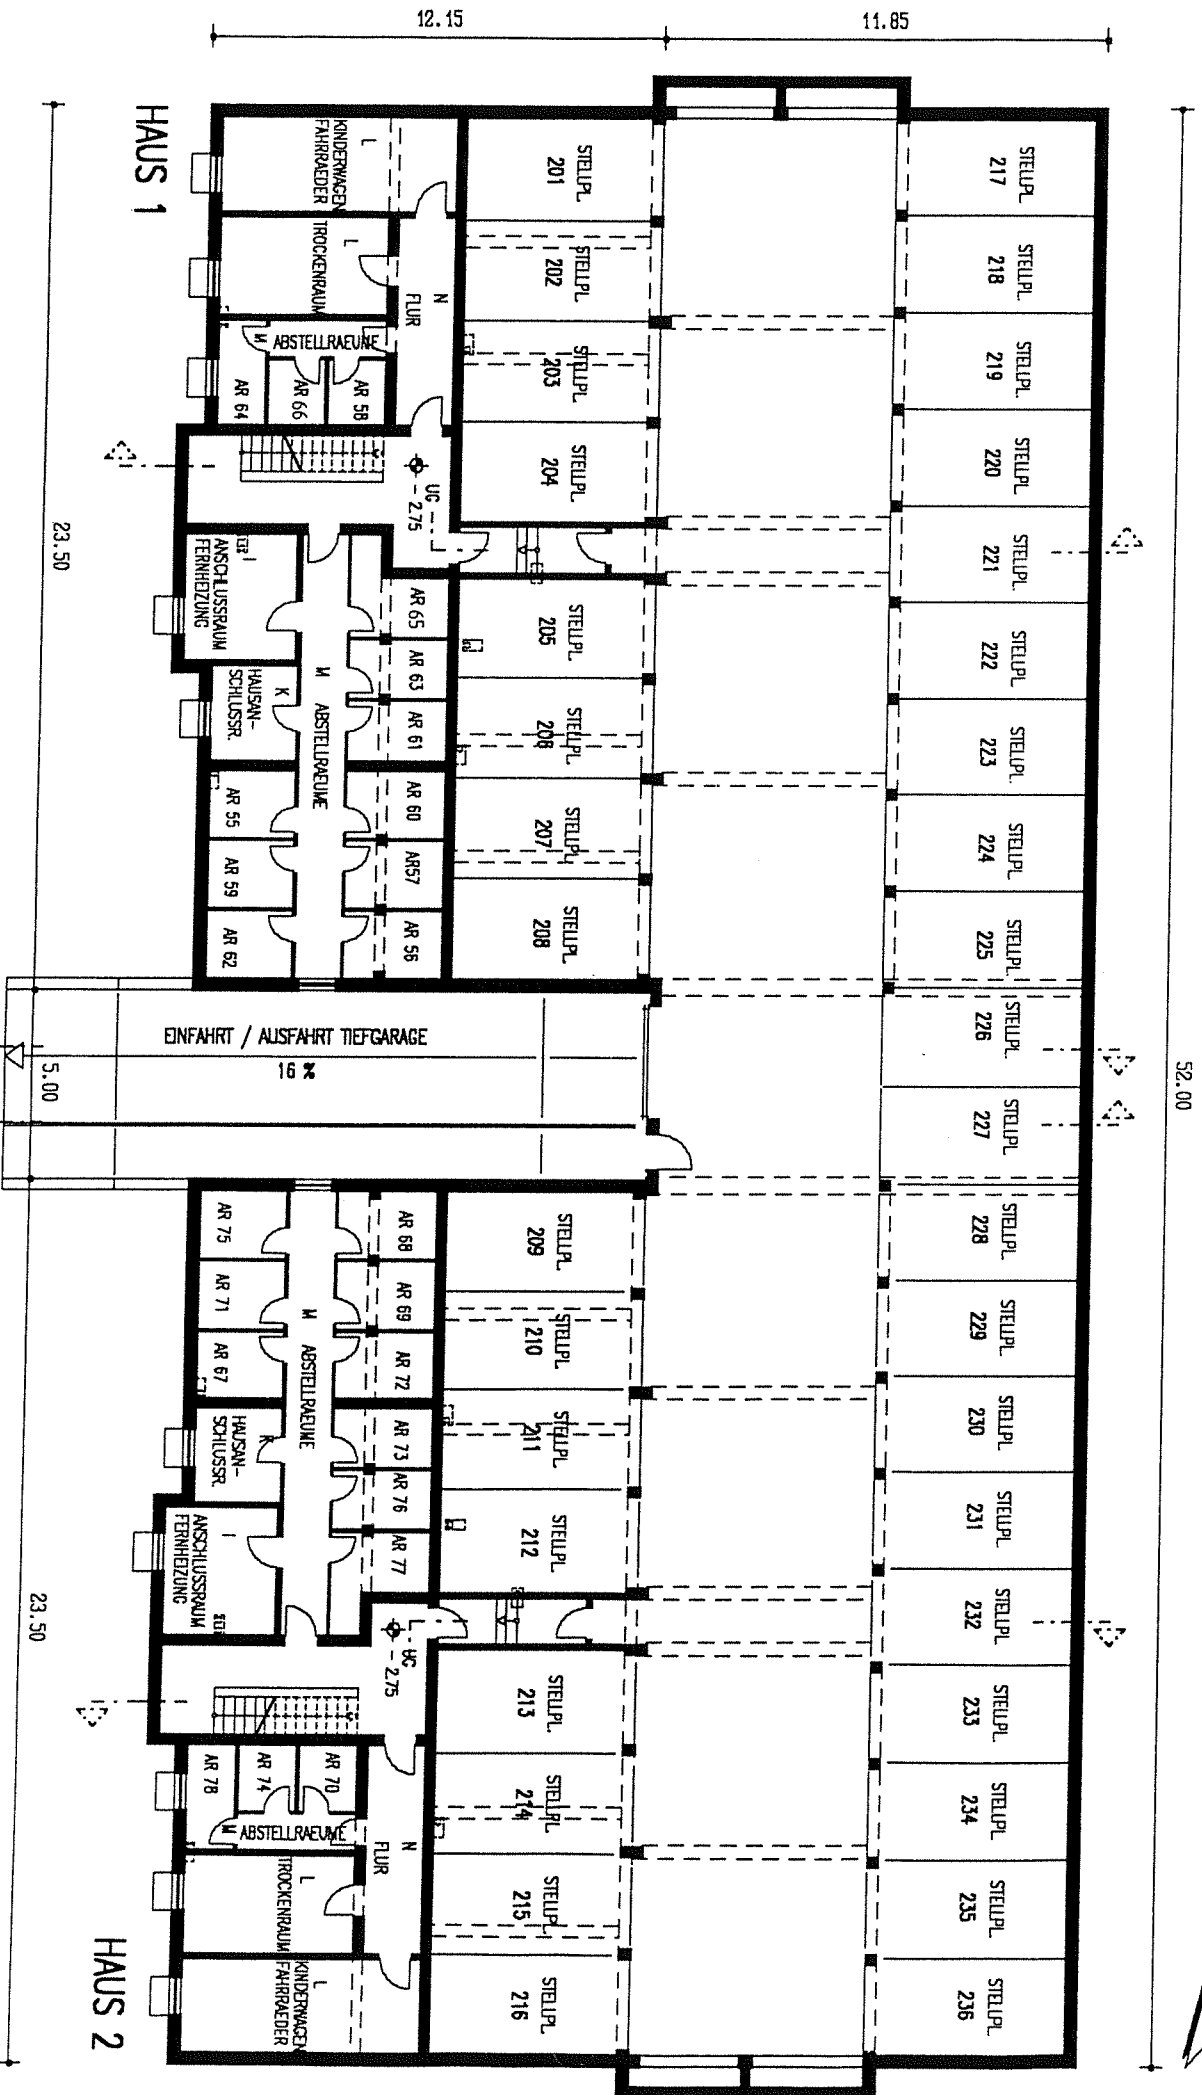 12.15
11.85
52.00
23.50
5.00
23.50
HAUS 1
HAUS 2
STELLPL.
217
STELLPL.
218
STELLPL.
219
STELLPL.
220
STELLPL.
221
STELLPL.
222
STELLPL.
223
STELLPL.
224
STELLPL.
225
STELLPL.
226
STELLPL.
227
STELLPL.
228
STELLPL.
229
STELLPL.
230
STELLPL.
231
STELLPL.
232
STELLPL.
233
STELLPL.
234
STELLPL.
235
STELLPL.
236
STELLPL.
201
STELLPL.
202
STELLPL.
203
STELLPL.
204
STELLPL.
205
STELLPL.
206
STELLPL.
207
STELLPL.
208
STELLPL.
209
STELLPL.
210
STELLPL.
211
STELLPL.
212
STELLPL.
213
STELLPL.
214
STELLPL.
215
STELLPL.
216
L
KINDERWAGEN
FAHRRAEDER
L
TROCKENRAUM
N
FLUR
M
ABSTELLRAEUME
AR 58
AR 66
AR 64
UG
- 2.75
I
ANSCHLUSSRAUM
FERNHEIZUNG
K
HAUSAN-
SCHLUSSR.
M
ABSTELLRAEUME
AR 65
AR 63
AR 61
AR 60
AR57
AR 56
AR 55
AR 59
AR 62
EINFAHRT / AUSFAHRT TIEFGARAGE
16 %
AR 68
AR 69
AR 72
AR 73
AR 76
AR 77
AR 75
AR 71
AR 67
M
ABSTELLRAEUME
K
HAUSAN-
SCHLUSSR.
I
ANSCHLUSSRAUM
FERNHEIZUNG
UG
- 2.75
AR 70
AR 74
AR 78
M
ABSTELLRAEUME
N
FLUR
L
TROCKENRAUM
L
KINDERWAGEN
FAHRRAEDER